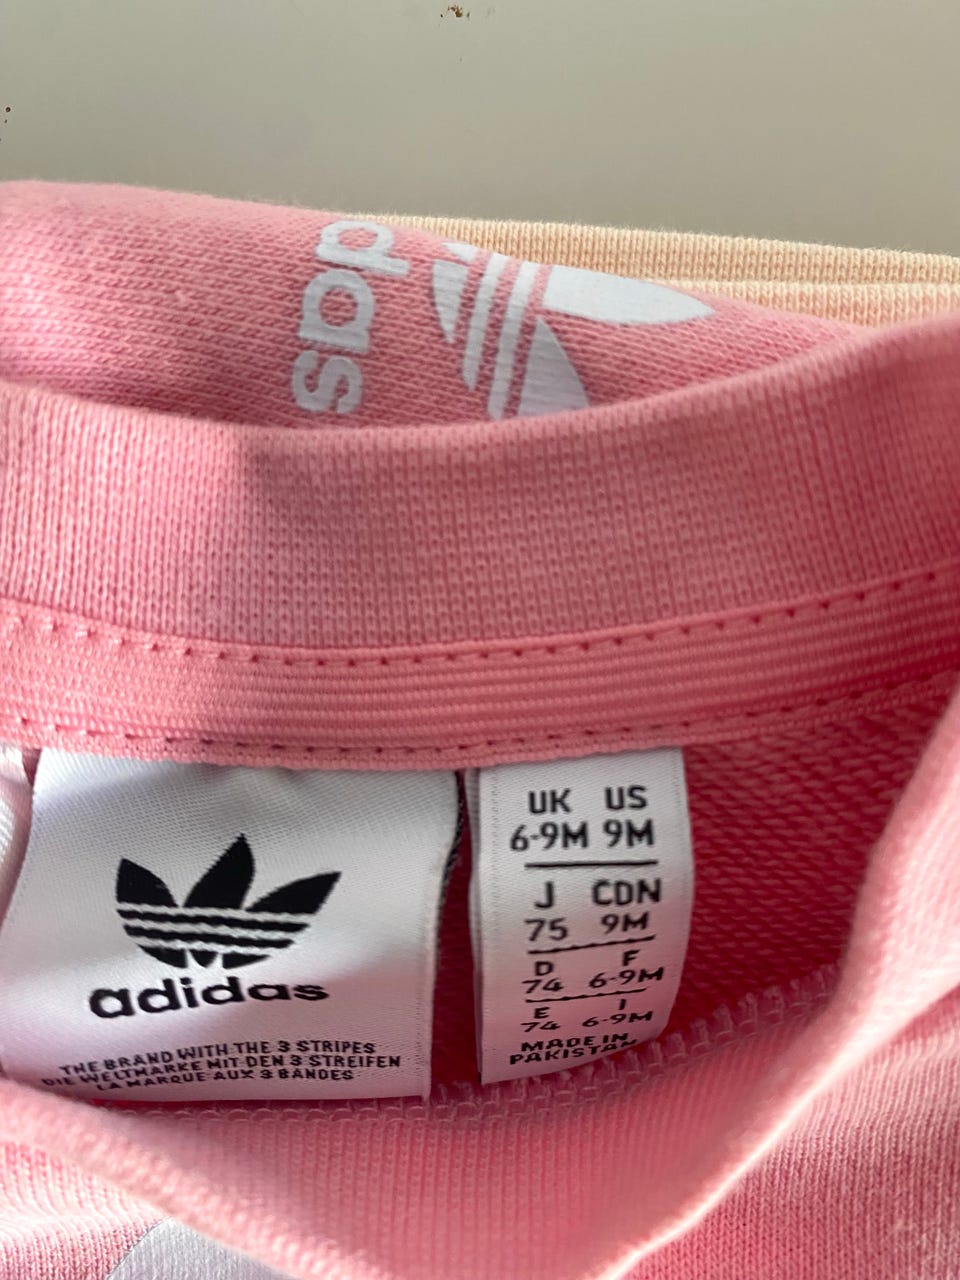 das
adidas
THE BRAND WITH THE 3 STRIPES
DIE WELTMARKE MIT DEN 3 STREIFEN
LA MARQUE AUX 3 BANDES
UK US
6-9M 9M
J CDN
75 9M
D F
74 6-9M
E I
74 6-9M
MADE IN
PAKISTAN